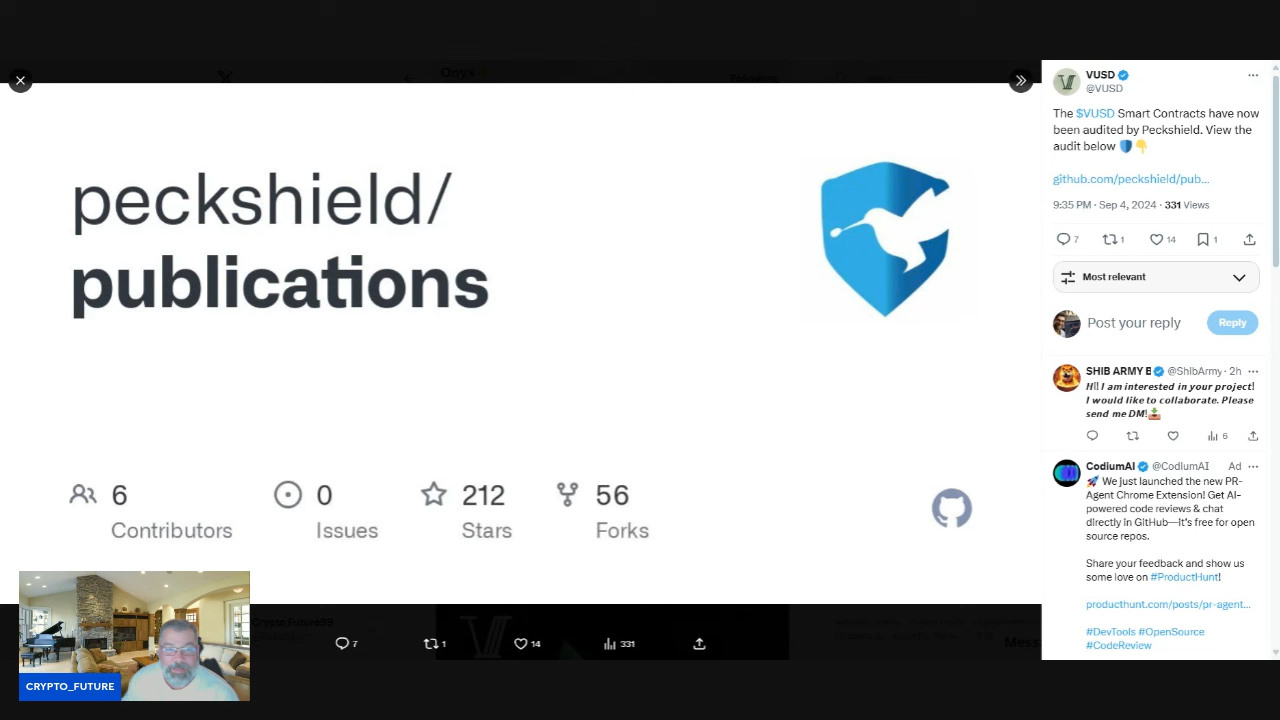 peckshield/
publications
6
Contributors
0
Issues
212
Stars
56
Forks
CRYPTO_FUTURE
7
1
14
331
VUSD
@VUSD
The $VUSD Smart Contracts have now
been audited by Peckshield. View the
audit below 🛡️👇
github.com/peckshield/pub...
9:35 PM · Sep 4, 2024 · 331 Views
7
1
14
1
Most relevant
Post your reply
Reply
SHIB ARMY B @ShibArmy · 2h
H!! I am interested in your project!
I would like to collaborate. Please
send me DM!📥
6
CodiumAI @CodiumAI Ad
🚀 We just launched the new PR-
Agent Chrome Extension! Get AI-
powered code reviews & chat
directly in GitHub—it's free for open
source repos.
Share your feedback and show us
some love on #ProductHunt!
producthunt.com/posts/pr-agent...
#DevTools #OpenSource
#CodeReview